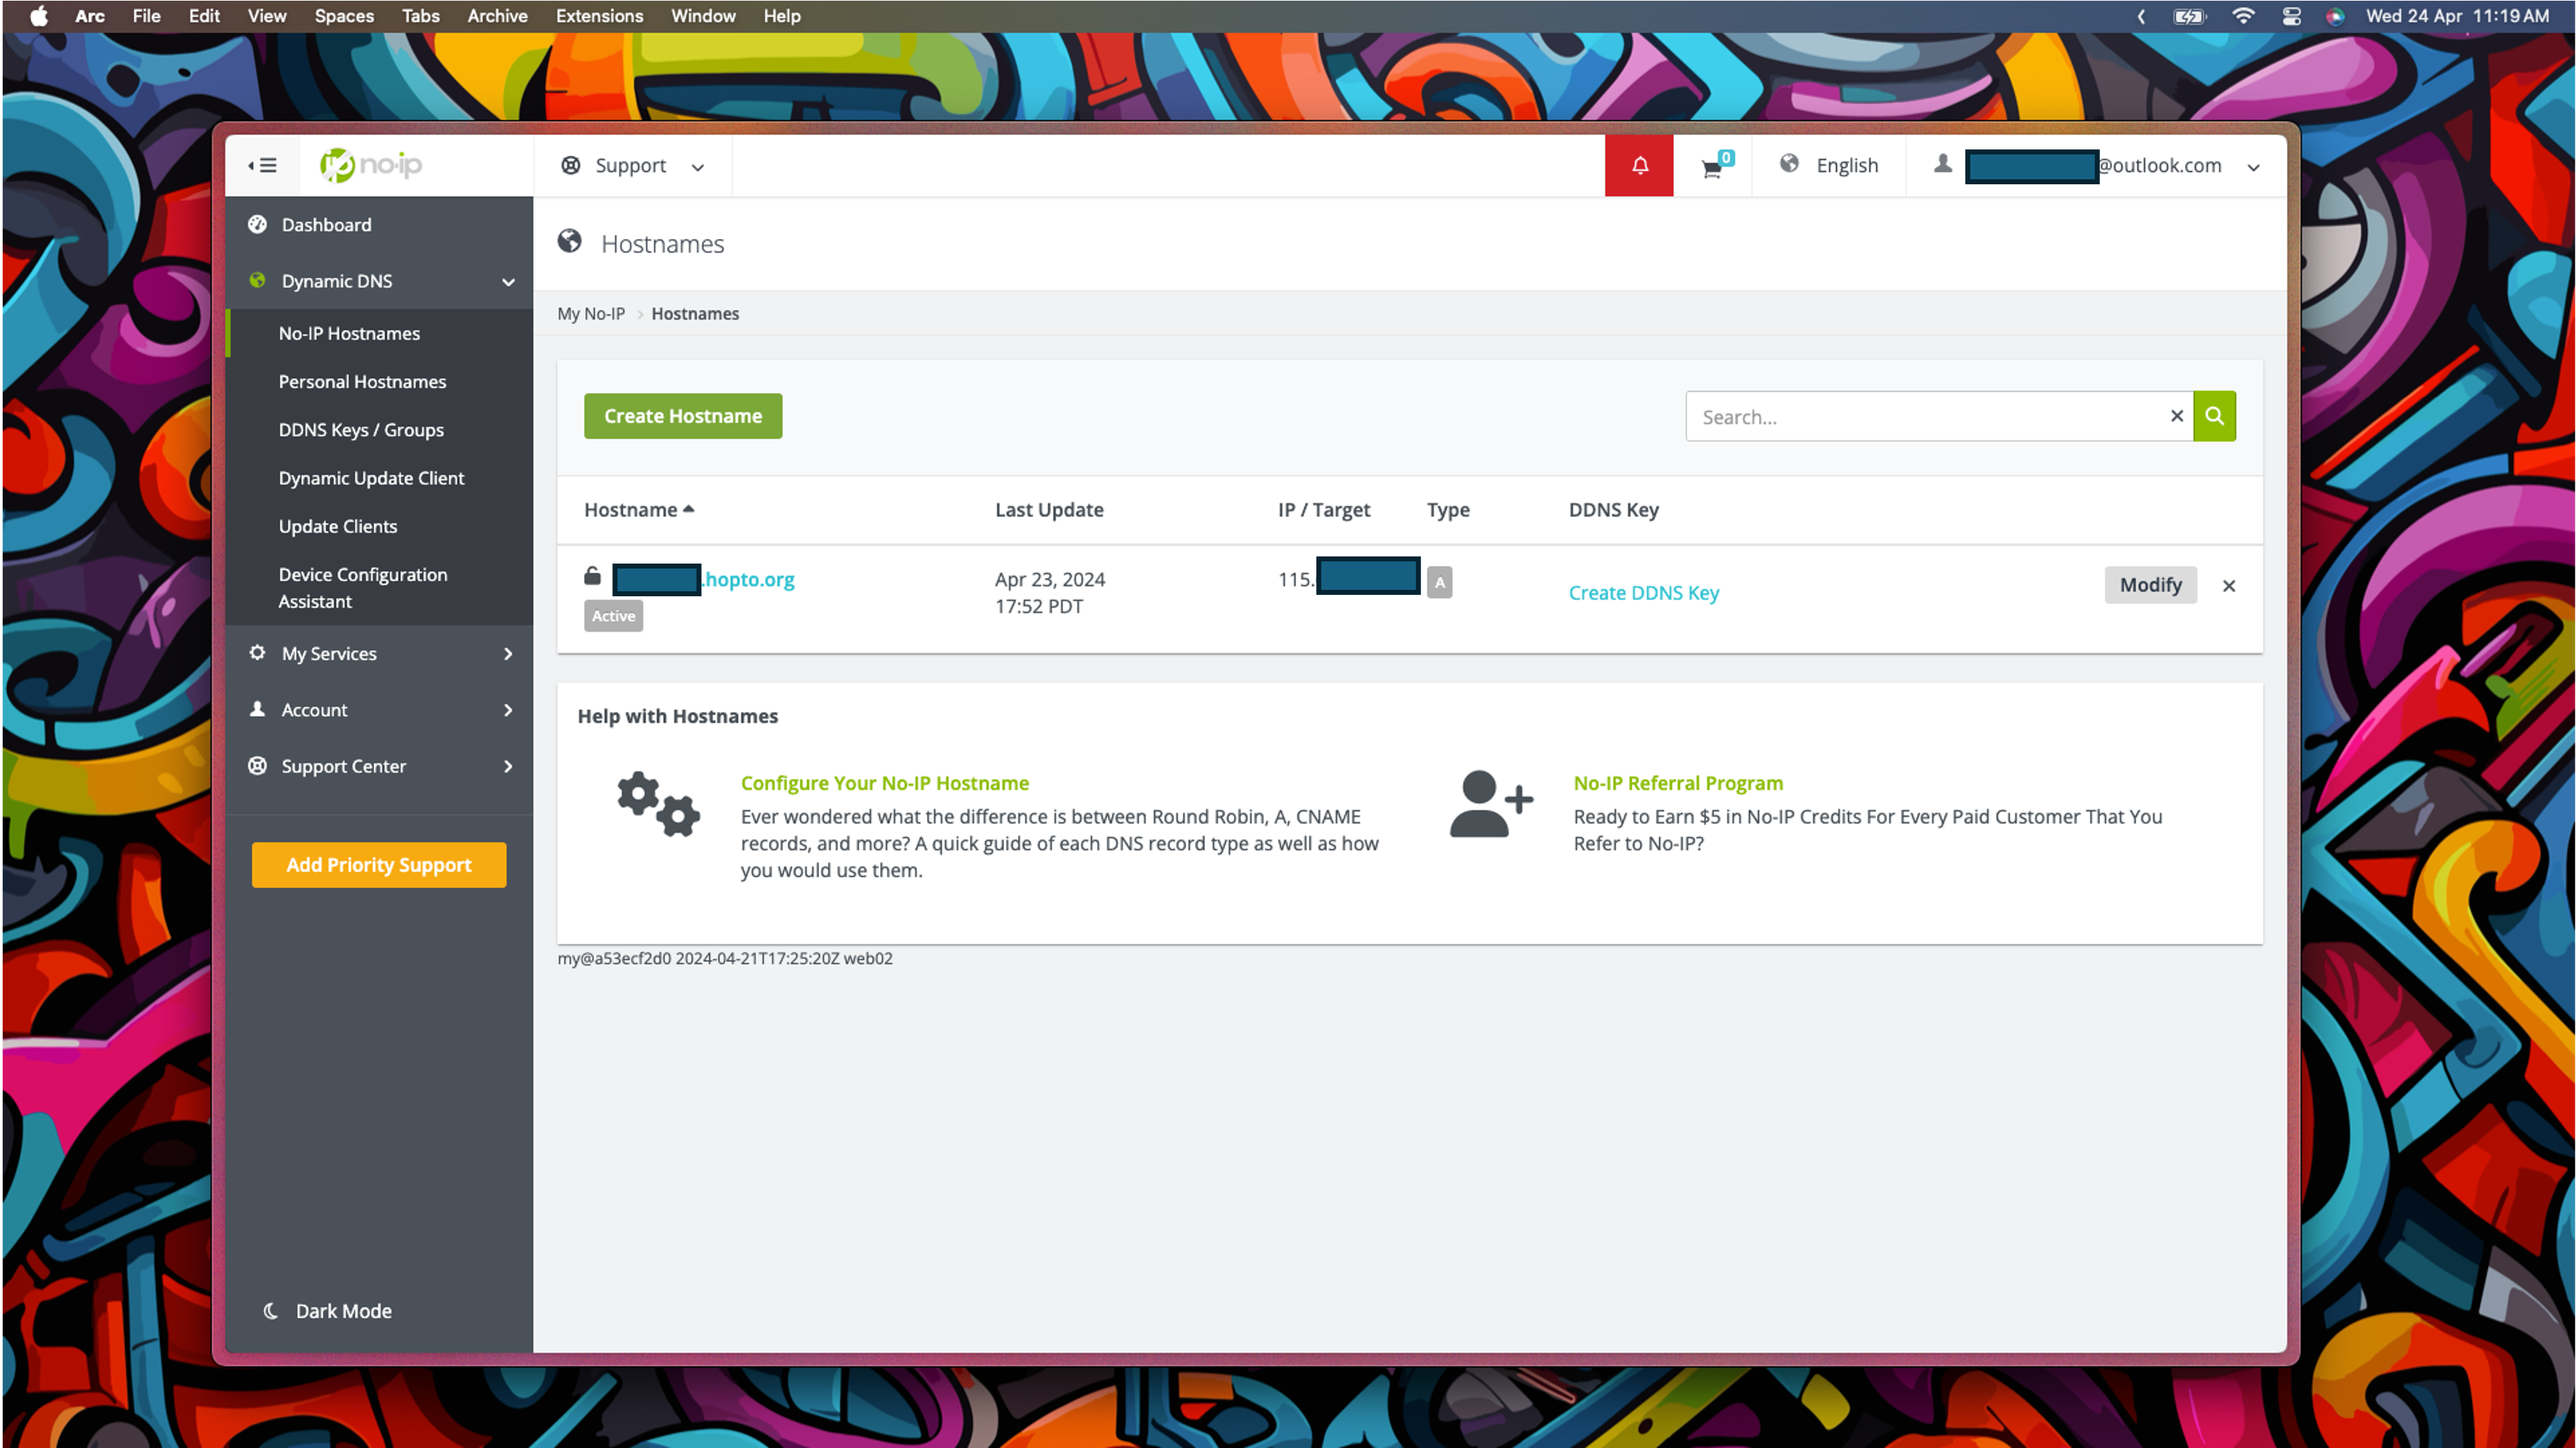 Arc File Edit View Spaces Tabs Archive Extensions Window Help
Wed 24 Apr 11:19 AM
no-ip
Support
0
English
@outlook.com
Dashboard
Dynamic DNS
No-IP Hostnames
Personal Hostnames
DDNS Keys / Groups
Dynamic Update Client
Update Clients
Device Configuration
Assistant
My Services
Account
Support Center
Add Priority Support
Dark Mode
Hostnames
My No-IP > Hostnames
Create Hostname
Search...
Hostname Last Update IP / Target Type DDNS Key
.hopto.org
Active
Apr 23, 2024
17:52 PDT
115.
A
Create DDNS Key
Modify
Help with Hostnames
Configure Your No-IP Hostname
Ever wondered what the difference is between Round Robin, A, CNAME
records, and more? A quick guide of each DNS record type as well as how
you would use them.
No-IP Referral Program
Ready to Earn $5 in No-IP Credits For Every Paid Customer That You
Refer to No-IP?
my@a53ecf2d0 2024-04-21T17:25:20Z web02